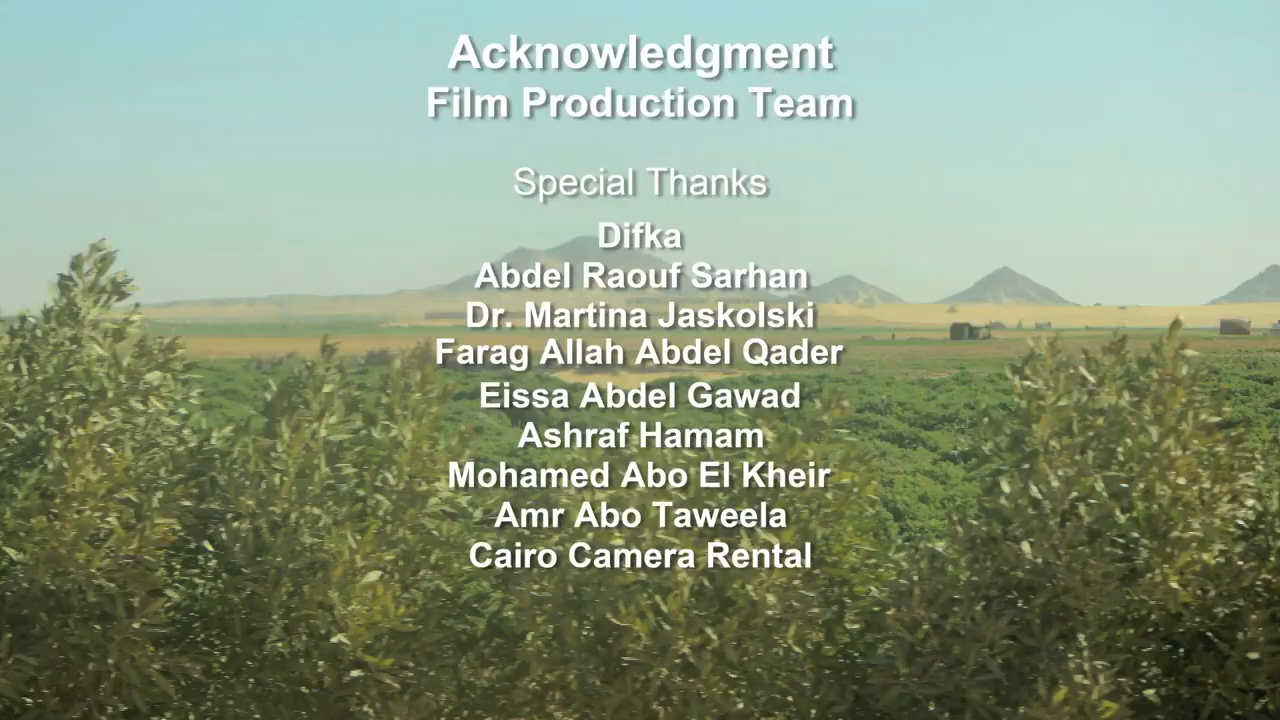 Acknowledgment
Film Production Team
Special Thanks
Difka
Abdel Raouf Sarhan
Dr. Martina Jaskolski
Farag Allah Abdel Qader
Eissa Abdel Gawad
Ashraf Hamam
Mohamed Abo El Kheir
Amr Abo Taweela
Cairo Camera Rental